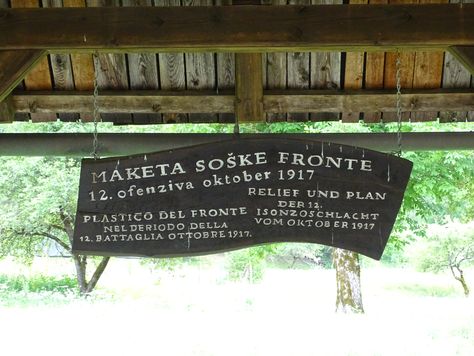 MAKETA SOŠKE FRONTE
12. ofenziva oktober 1917
PLASTICO DEL FRONTE
NEL DERIODO DELLA
12. BATTAGLIA OTTOBRE 1917.
RELIEF UND PLAN
DER 12.
ISONZOSCHLACHT
VOM OKTOBER 1917